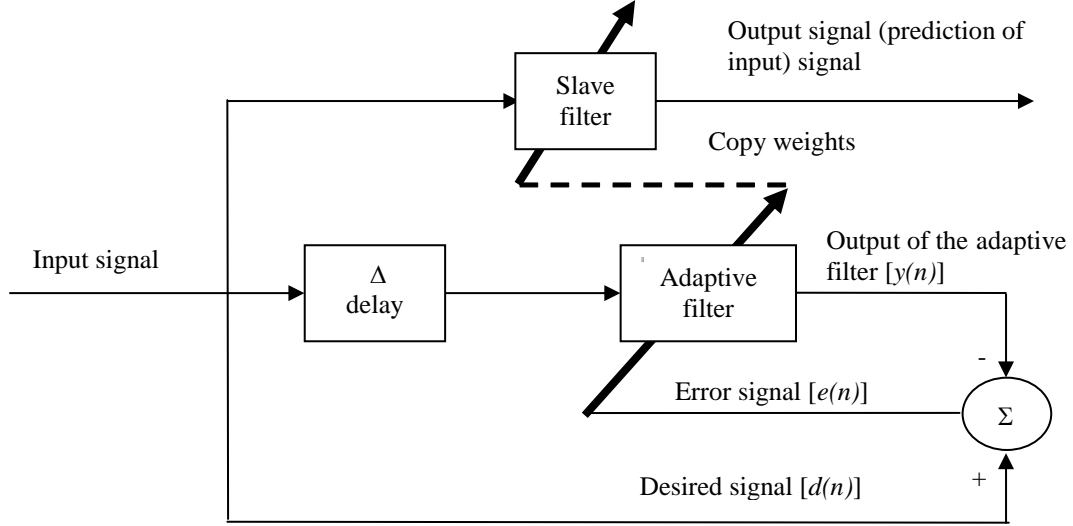 Output signal (prediction of
input) signal
Slave
filter
Copy weights
Input signal
Δ
delay
Adaptive
filter
Output of the adaptive
filter [y(n)]
-
Error signal [e(n)]
Σ
+
Desired signal [d(n)]